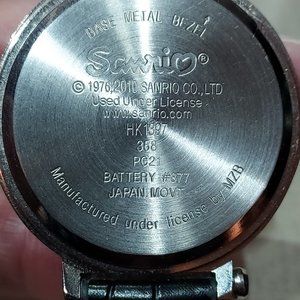 BASE METAL BEZEL
Sanrio
© 1976, 2010 SANRIO CO., LTD
Used Under License
www.sanrio.com
HK1397
368
PC21
BATTERY #377
JAPAN MOVT
Manufactured under license by MZB